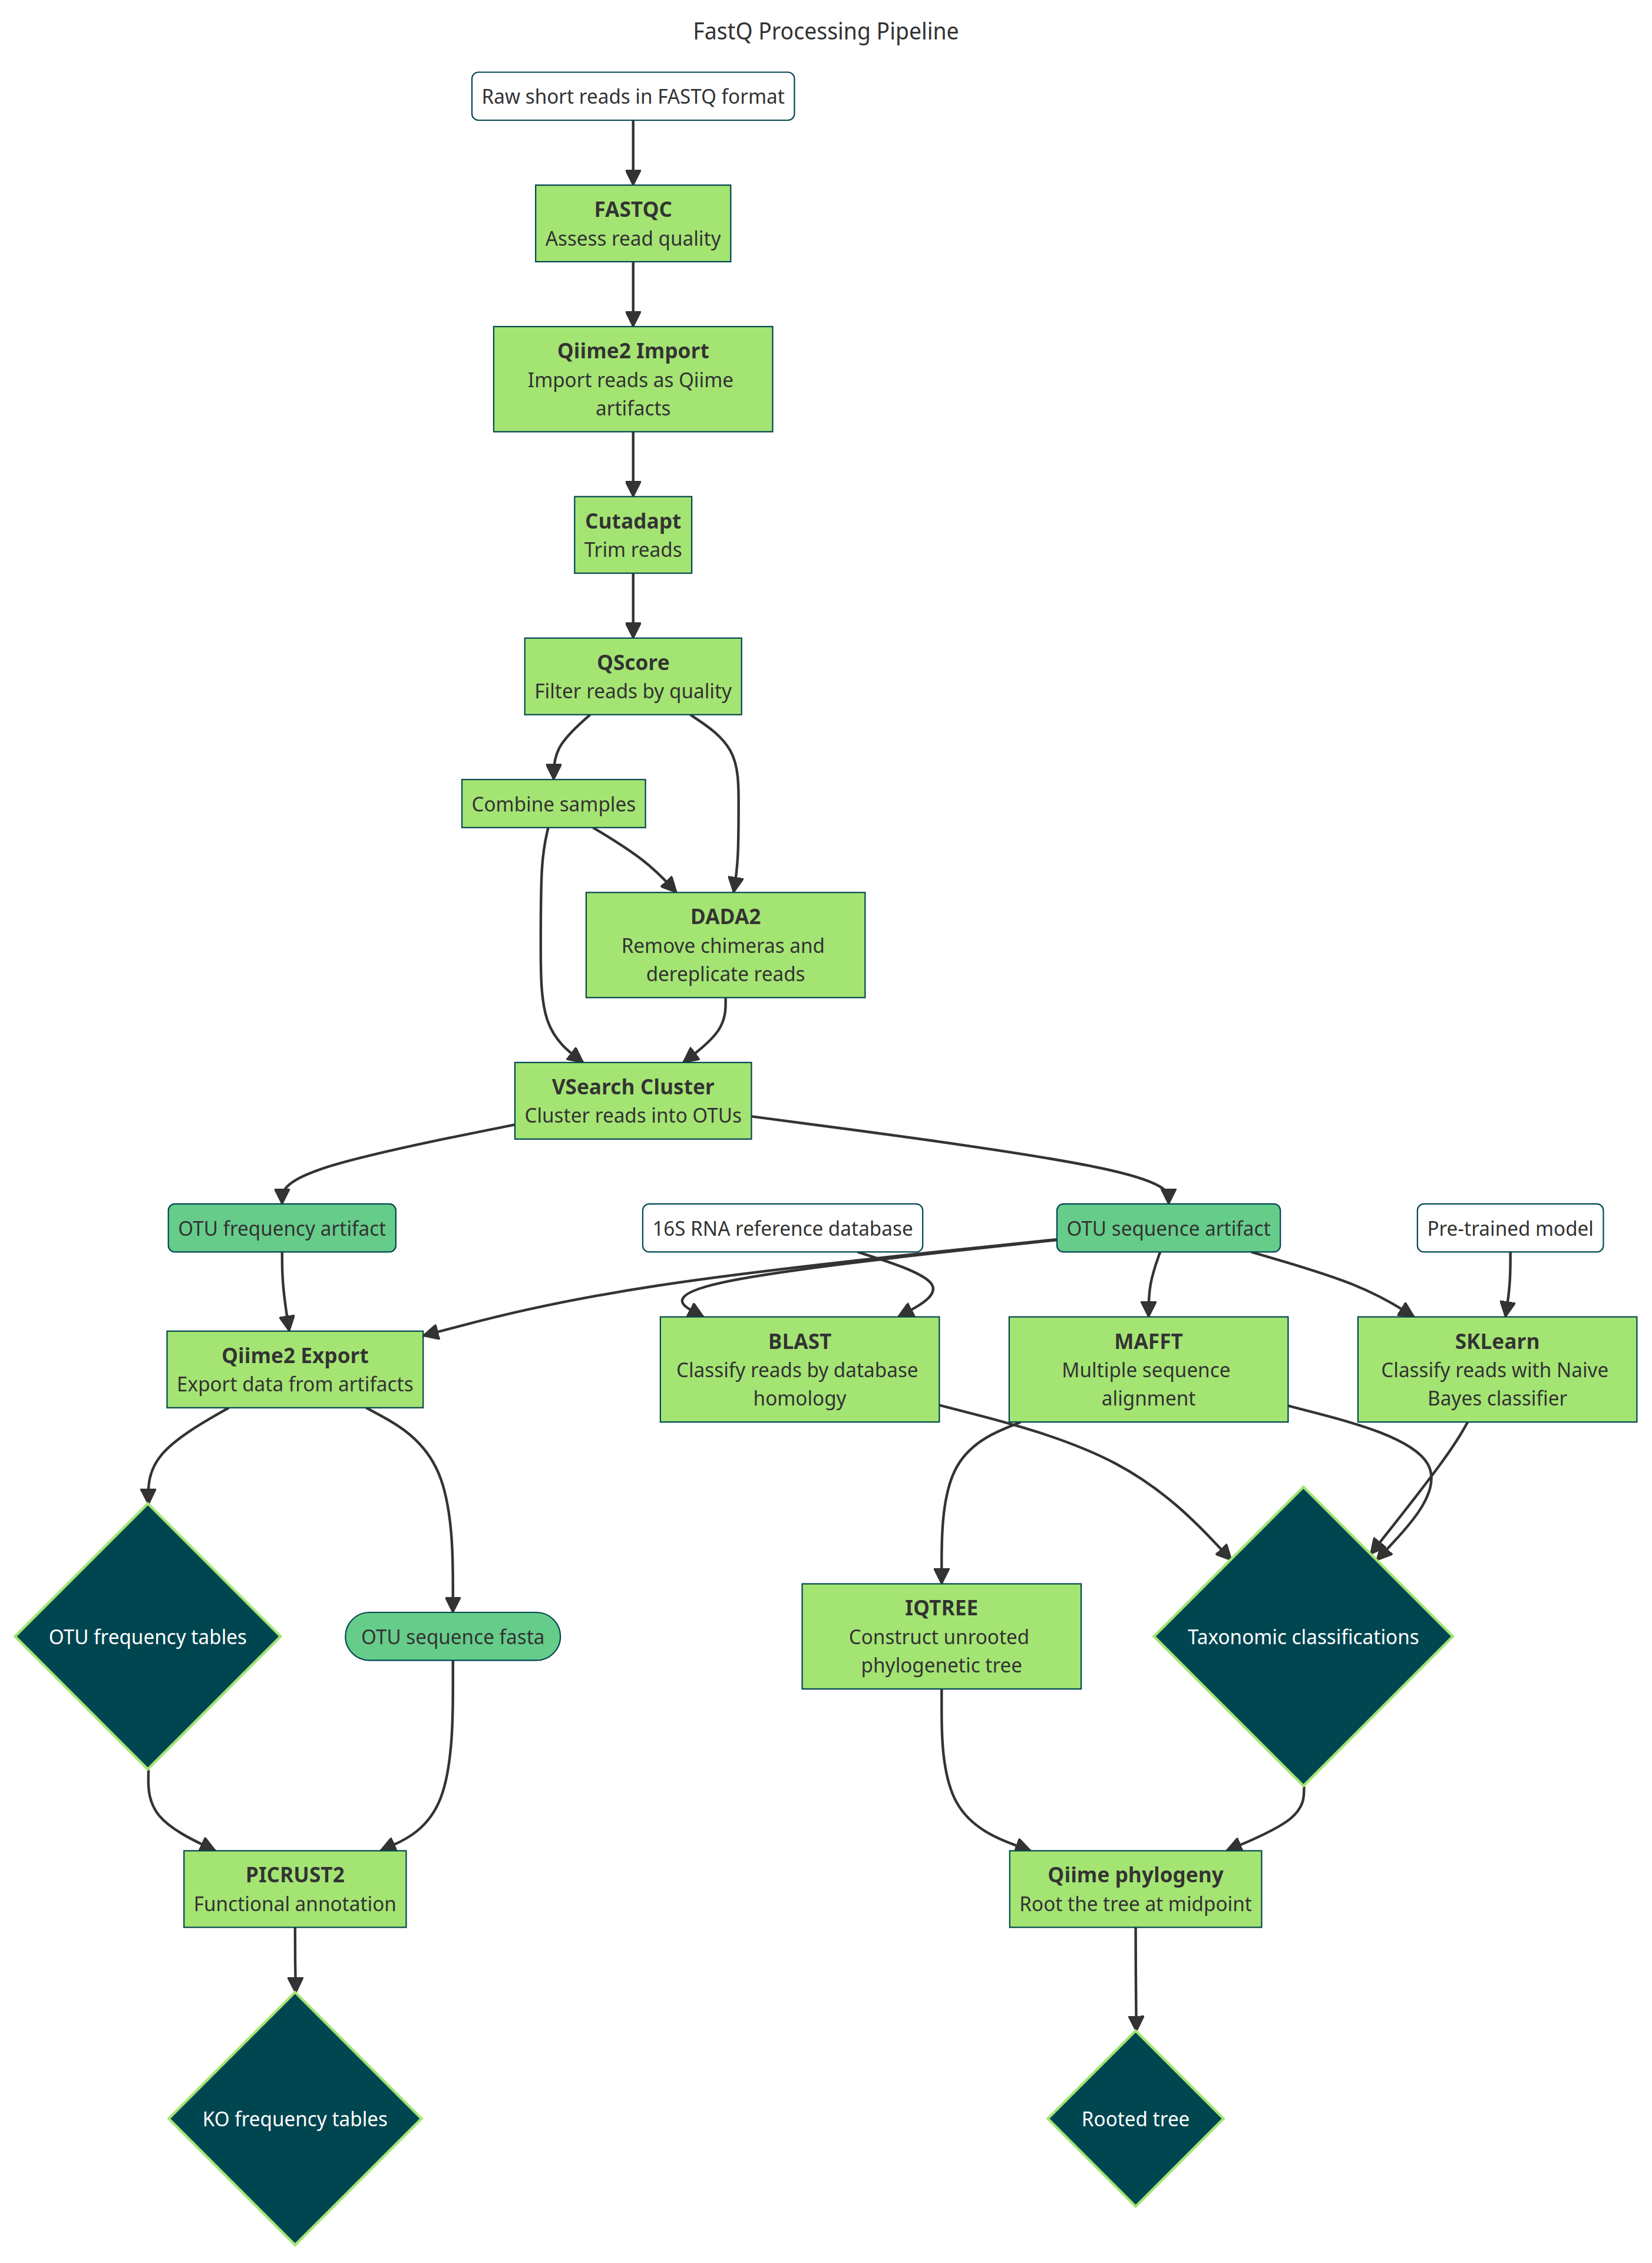 FastQ Processing Pipeline
Raw short reads in FASTQ format
FASTQC
Assess read quality
Qiime2 Import
Import reads as Qiime
artifacts
Cutadapt
Trim reads
QScore
Filter reads by quality
Combine samples
DADA2
Remove chimeras and
dereplicate reads
VSearch Cluster
Cluster reads into OTUs
OTU frequency artifact
16S RNA reference database
OTU sequence artifact
Pre-trained model
Qiime2 Export
Export data from artifacts
BLAST
Classify reads by database
homology
MAFFT
Multiple sequence
alignment
SKLearn
Classify reads with Naive
Bayes classifier
OTU frequency tables
OTU sequence fasta
IQTREE
Construct unrooted
phylogenetic tree
Taxonomic classifications
PICRUST2
Functional annotation
Qiime phylogeny
Root the tree at midpoint
KO frequency tables
Rooted tree